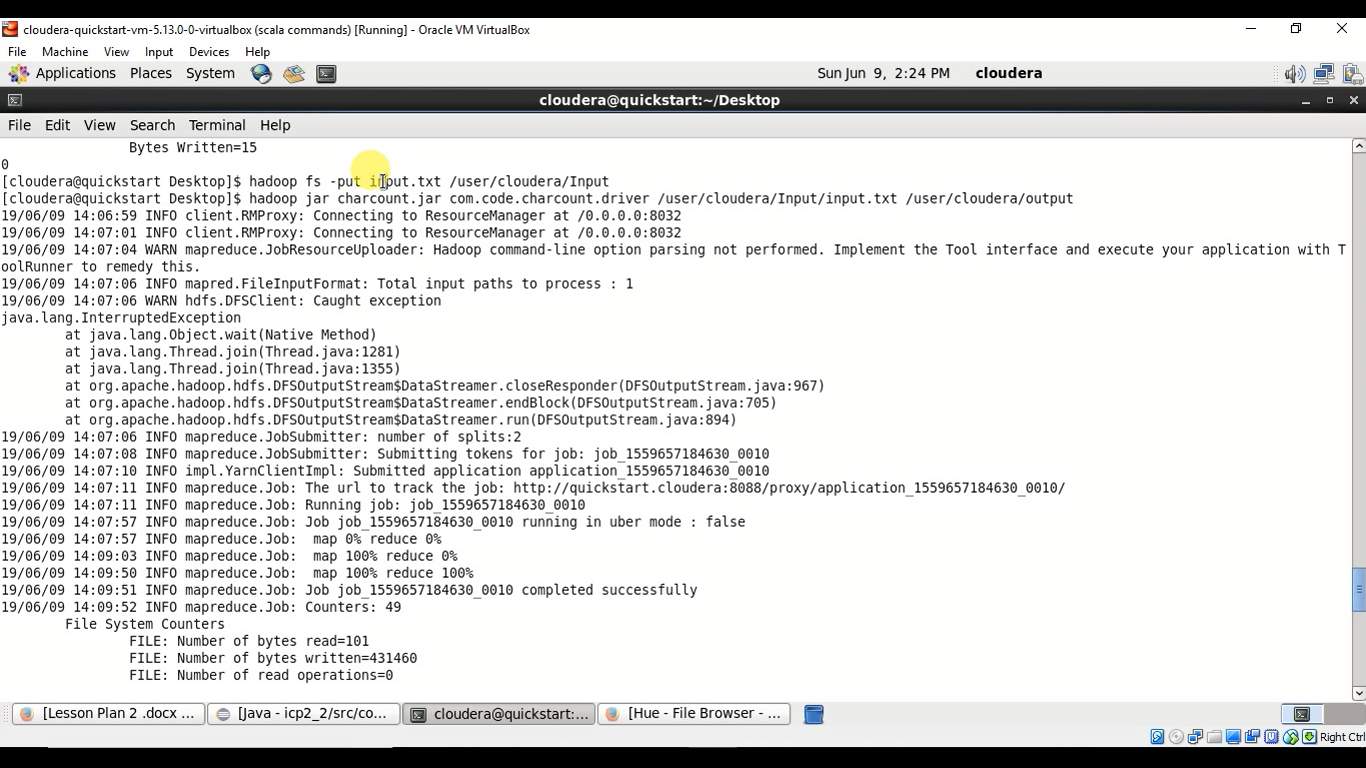 cloudera-quickstart-vm-5.13.0-0-virtualbox (scala commands) [Running] - Oracle VM VirtualBox
File Machine View Input Devices Help
Applications Places System Sun Jun 9, 2:24 PM cloudera
cloudera@quickstart:~/Desktop
File Edit View Search Terminal Help
Bytes Written=15
0
[cloudera@quickstart Desktop]$ hadoop fs -put input.txt /user/cloudera/Input
[cloudera@quickstart Desktop]$ hadoop jar charcount.jar com.code.charcount.driver /user/cloudera/Input/input.txt /user/cloudera/output
19/06/09 14:06:59 INFO client.RMProxy: Connecting to ResourceManager at /0.0.0.0:8032
19/06/09 14:07:01 INFO client.RMProxy: Connecting to ResourceManager at /0.0.0.0:8032
19/06/09 14:07:04 WARN mapreduce.JobResourceUploader: Hadoop command-line option parsing not performed. Implement the Tool interface and execute your application with T
oolRunner to remedy this.
19/06/09 14:07:06 INFO mapred.FileInputFormat: Total input paths to process : 1
19/06/09 14:07:06 WARN hdfs.DFSClient: Caught exception
java.lang.InterruptedException
at java.lang.Object.wait(Native Method)
at java.lang.Thread.join(Thread.java:1281)
at java.lang.Thread.join(Thread.java:1355)
at org.apache.hadoop.hdfs.DFSOutputStream$DataStreamer.closeResponder(DFSOutputStream.java:967)
at org.apache.hadoop.hdfs.DFSOutputStream$DataStreamer.endBlock(DFSOutputStream.java:705)
at org.apache.hadoop.hdfs.DFSOutputStream$DataStreamer.run(DFSOutputStream.java:894)
19/06/09 14:07:06 INFO mapreduce.JobSubmitter: number of splits:2
19/06/09 14:07:08 INFO mapreduce.JobSubmitter: Submitting tokens for job: job_1559657184630_0010
19/06/09 14:07:10 INFO impl.YarnClientImpl: Submitted application application_1559657184630_0010
19/06/09 14:07:11 INFO mapreduce.Job: The url to track the job: http://quickstart.cloudera:8088/proxy/application_1559657184630_0010/
19/06/09 14:07:11 INFO mapreduce.Job: Running job: job_1559657184630_0010
19/06/09 14:07:57 INFO mapreduce.Job: Job job_1559657184630_0010 running in uber mode : false
19/06/09 14:07:57 INFO mapreduce.Job:  map 0% reduce 0%
19/06/09 14:09:03 INFO mapreduce.Job:  map 100% reduce 0%
19/06/09 14:09:50 INFO mapreduce.Job:  map 100% reduce 100%
19/06/09 14:09:51 INFO mapreduce.Job: Job job_1559657184630_0010 completed successfully
19/06/09 14:09:52 INFO mapreduce.Job: Counters: 49
File System Counters
FILE: Number of bytes read=101
FILE: Number of bytes written=431460
FILE: Number of read operations=0
[Lesson Plan 2 .docx ... [Java - icp2_2/src/co... cloudera@quickstart:... [Hue - File Browser - ...
Right Ctrl